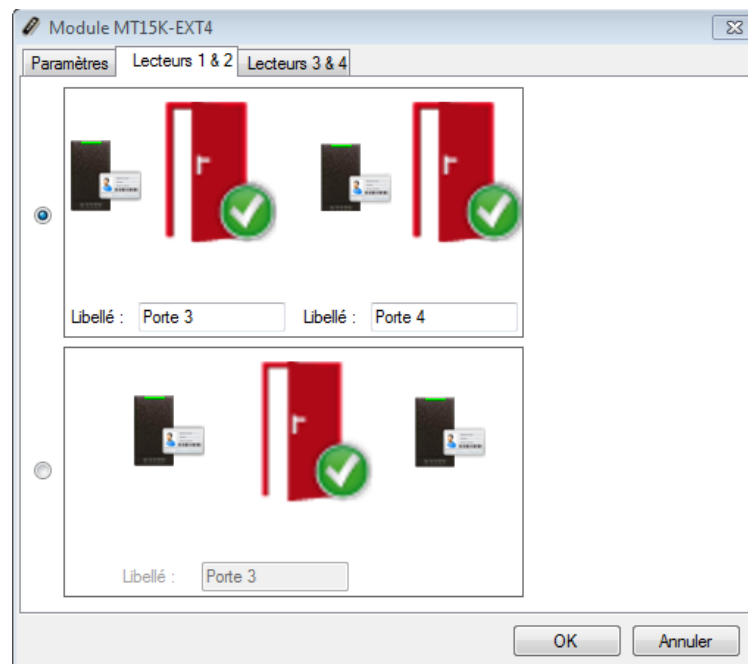 Module MT15K-EXT4
Paramètres Lecteurs 1 & 2 Lecteurs 3 & 4
Libellé : Porte 3 Libellé : Porte 4
Libellé : Porte 3
OK Annuler